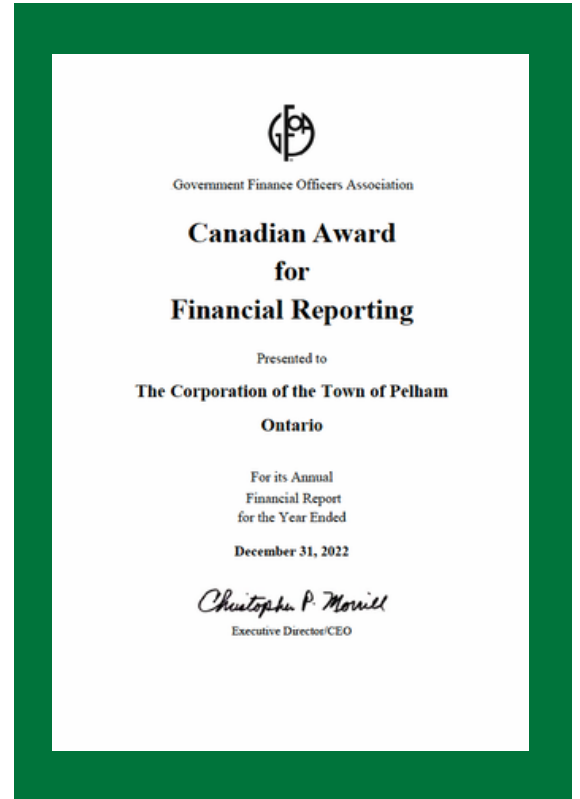 GFOA
Government Finance Officers Association
Canadian Award
for
Financial Reporting
Presented to
The Corporation of the Town of Pelham
Ontario
For its Annual
Financial Report
for the Year Ended
December 31, 2022
Christopher P. Morrill
Executive Director/CEO